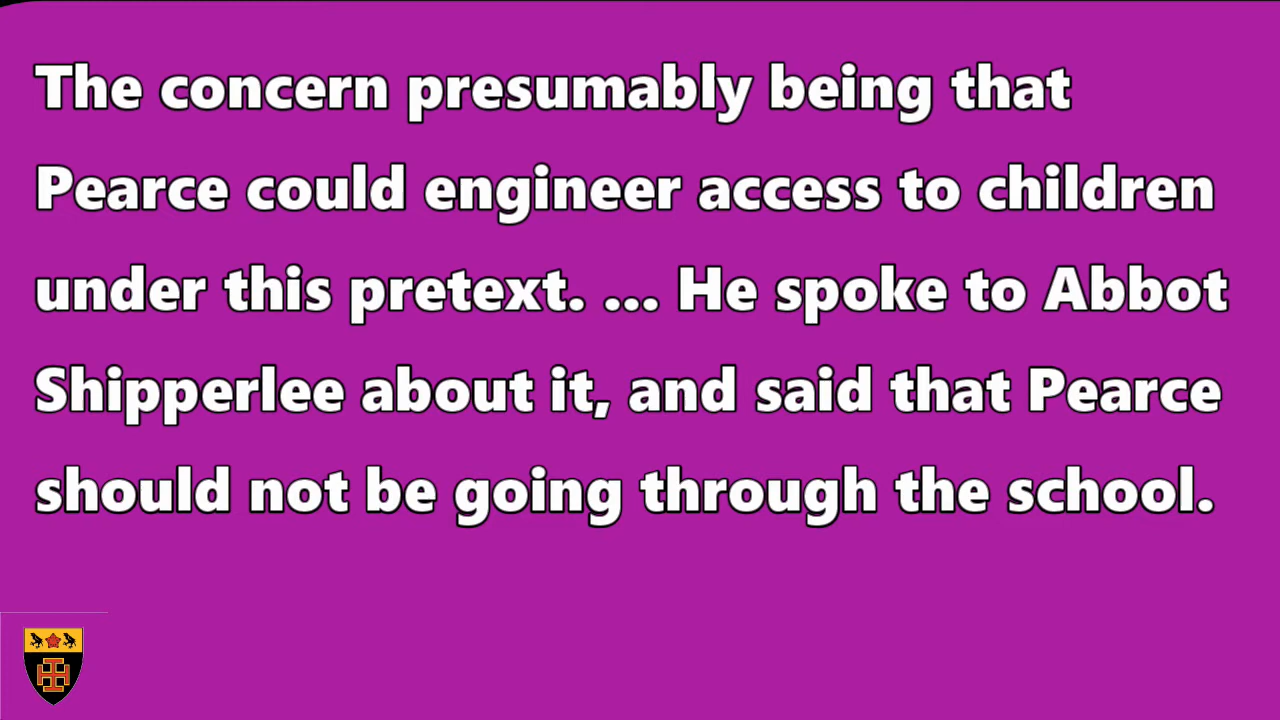 The concern presumably being that
Pearce could engineer access to children
under this pretext. ... He spoke to Abbot
Shipperlee about it, and said that Pearce
should not be going through the school.